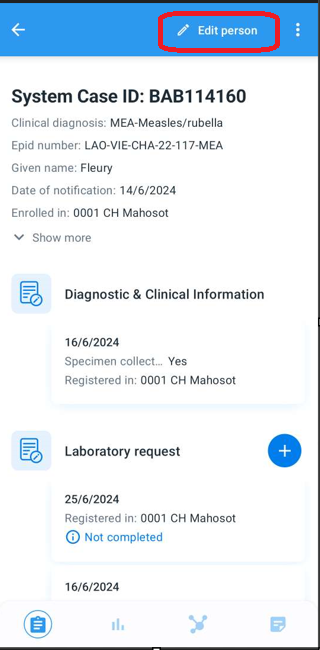 Edit person
System Case ID: BAB114160
Clinical diagnosis: MEA-Measles/rubella
Epid number: LAO-VIE-CHA-22-117-MEA
Given name: Fleury
Date of notification: 14/6/2024
Enrolled in: 0001 CH Mahosot
Show more
Diagnostic & Clinical Information
16/6/2024
Specimen collect... Yes
Registered in: 0001 CH Mahosot
Laboratory request
25/6/2024
Registered in: 0001 CH Mahosot
Not completed
16/6/2024